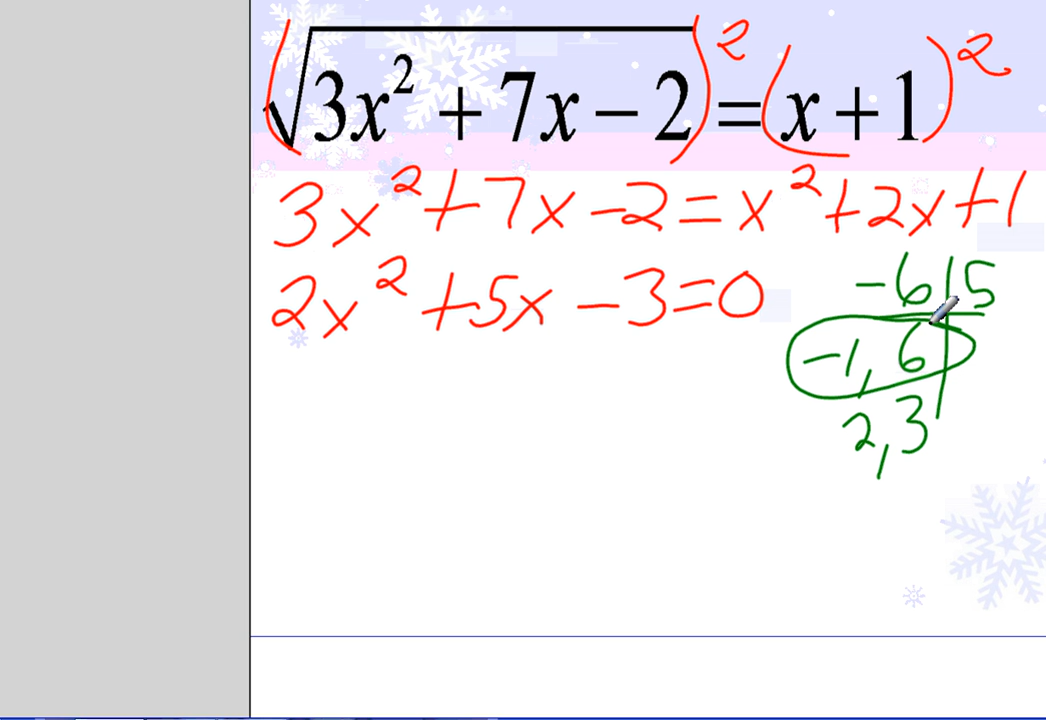 (√3x² + 7x − 2)² = (x + 1)²
3x² + 7x − 2 = x² + 2x + 1
2x² + 5x − 3 = 0
−6 | 5
−1, 6
2, 3